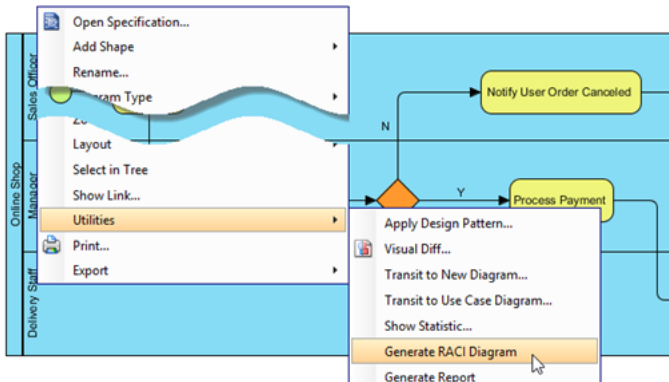 Open Specification...
Add Shape
Rename...
Type
Layout
Select in Tree
Show Link...
Utilities
Print...
Export
Online Shop
Sales Officer
Manager
Delivery Staff
N
Y
Notify User Order Canceled
Process Payment
Apply Design Pattern...
Visual Diff...
Transit to New Diagram...
Transit to Use Case Diagram...
Show Statistic...
Generate RACI Diagram
Generate Report